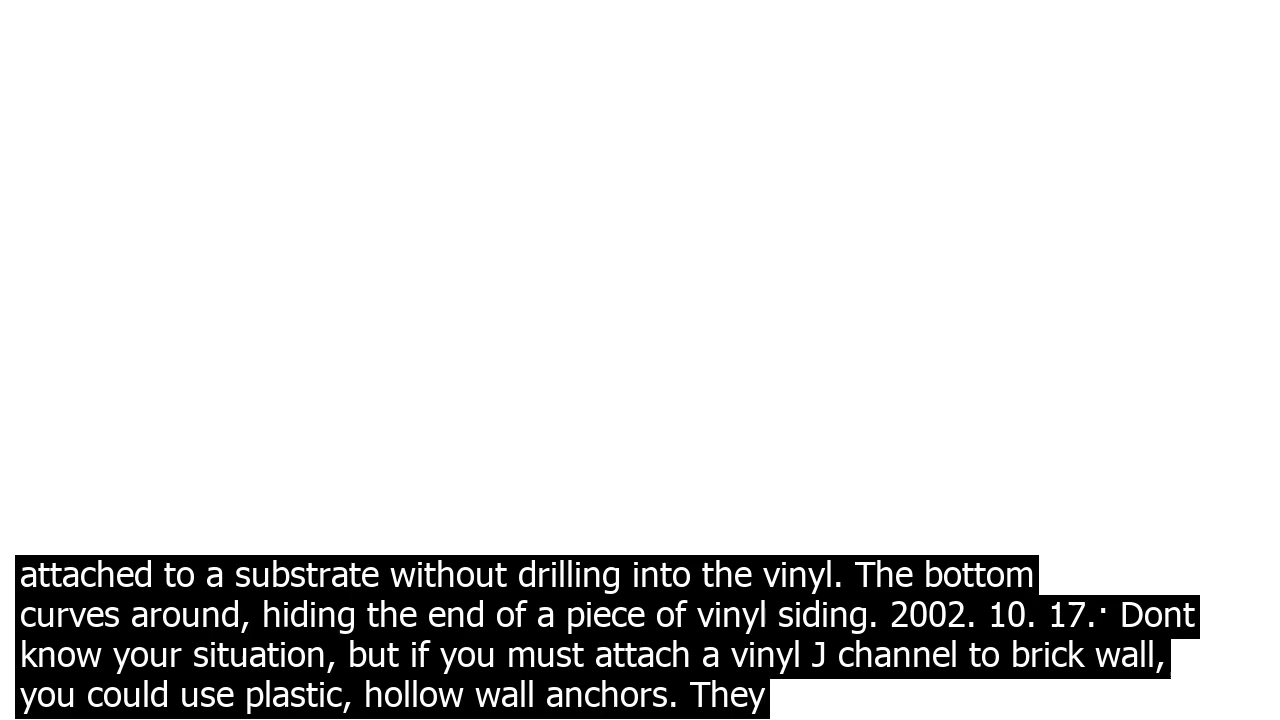 attached to a substrate without drilling into the vinyl. The bottom
curves around, hiding the end of a piece of vinyl siding. 2002. 10. 17.· Dont
know your situation, but if you must attach a vinyl J channel to brick wall,
you could use plastic, hollow wall anchors. They